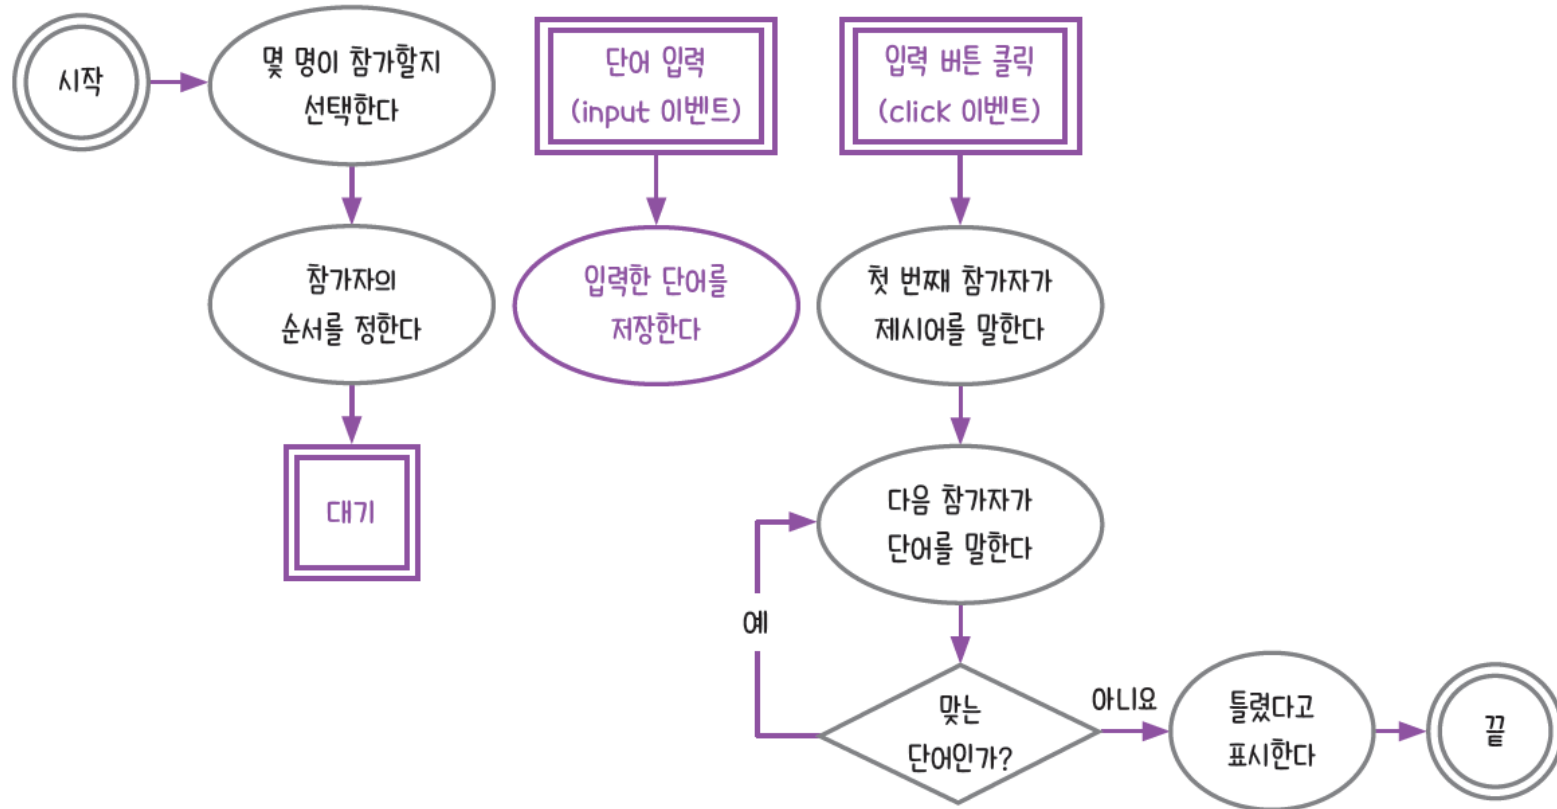 시작
몇 명이 참가할지
선택한다
참가자의
순서를 정한다
대기
단어 입력
(input 이벤트)
입력한 단어를
저장한다
입력 버튼 클릭
(click 이벤트)
첫 번째 참가자가
제시어를 말한다
다음 참가자가
단어를 말한다
예
맞는
단어인가?
아니요
틀렸다고
표시한다
끝